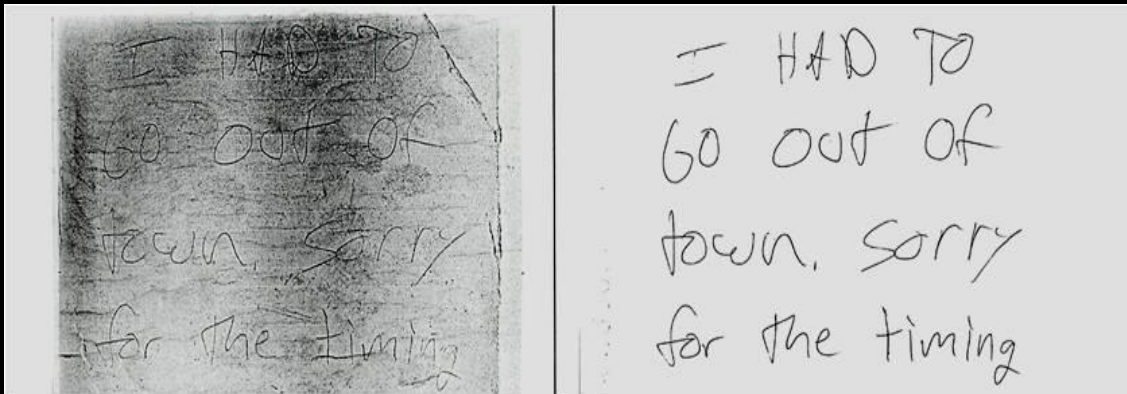 I HAD TO
GO out Of
town. Sorry
for the timing
I HAD TO
GO out Of
town. Sorry
for the timing